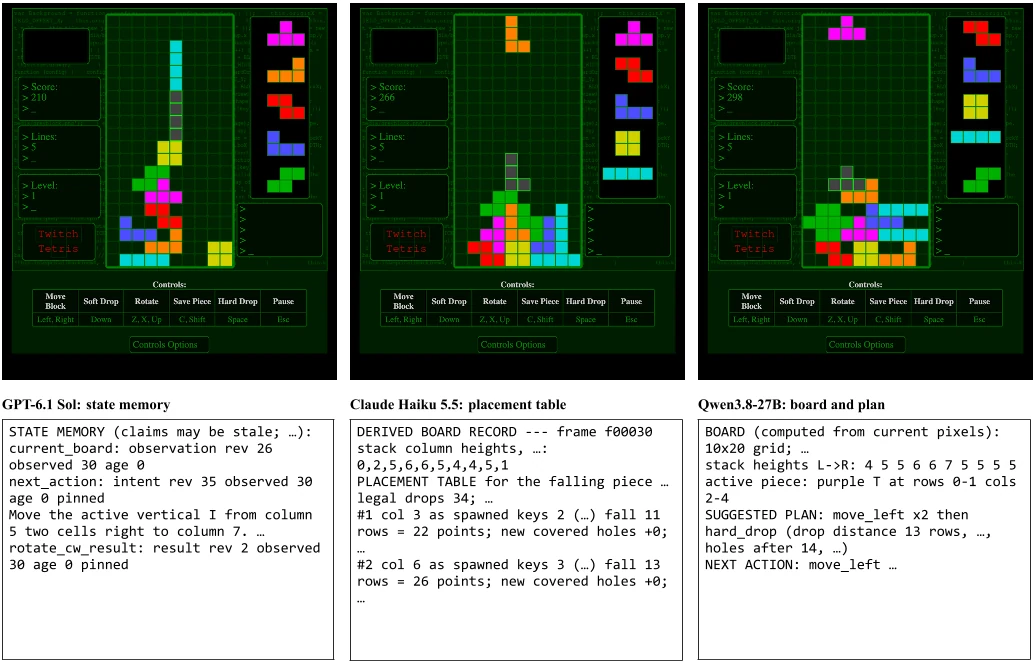 > Score:
> 210
>_
> Lines:
> 5
>_
> Level:
> 1
>_
Twitch
Tetris
>
>
>
>
>_
Controls:
Move Block Soft Drop Rotate Save Piece Hard Drop Pause
Left, Right Down Z, X, Up C, Shift Space Esc
Controls Options
> Score:
> 266
>_
> Lines:
> 5
>_
> Level:
> 1
>_
Twitch
Tetris
>
>
>
>
>_
Controls:
Move Block Soft Drop Rotate Save Piece Hard Drop Pause
Left, Right Down Z, X, Up C, Shift Space Esc
Controls Options
> Score:
> 298
>_
> Lines:
> 5
>_
> Level:
> 1
>_
Twitch
Tetris
>
>
>
>
>_
Controls:
Move Block Soft Drop Rotate Save Piece Hard Drop Pause
Left, Right Down Z, X, Up C, Shift Space Esc
Controls Options
GPT-6.1 Sol: state memory
STATE MEMORY (claims may be stale; …):
current_board: observation rev 26
observed 30 age 0
next_action: intent rev 35 observed 30
age 0 pinned
Move the active vertical I from column
5 two cells right to column 7. …
rotate_cw_result: result rev 2 observed
30 age 0 pinned
Claude Haiku 5.5: placement table
DERIVED BOARD RECORD --- frame f00030
stack column heights, …:
0,2,5,6,6,5,4,4,5,1
PLACEMENT TABLE for the falling piece …
legal drops 34; …
#1 col 3 as spawned keys 2 (…) fall 11
rows = 22 points; new covered holes +0;
…
#2 col 6 as spawned keys 3 (…) fall 13
rows = 26 points; new covered holes +0;
…
Qwen3.8-27B: board and plan
BOARD (computed from current pixels):
10x20 grid; …
stack heights L->R: 4 5 5 6 6 7 5 5 5 5
active piece: purple T at rows 0-1 cols
2-4
SUGGESTED PLAN: move_left x2 then
hard_drop (drop distance 13 rows, …,
holes after 14, …)
NEXT ACTION: move_left …